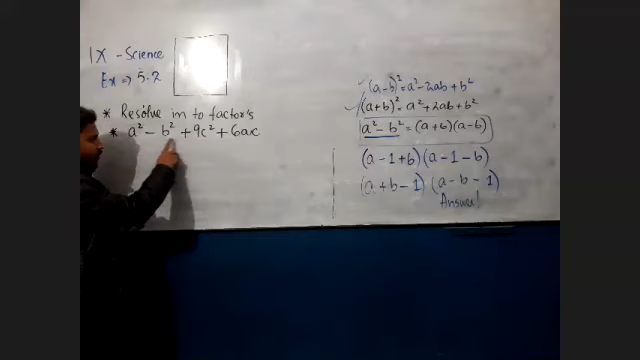 IX - Science
Ex => 5.2
* Resolve in to factor's
* a² - b² + 9c² + 6ac
(a-b)² = a² - 2ab + b²
(a+b)² = a² + 2ab + b²
a² - b² = (a+b)(a-b)
(a-1+b)(a-1-b)
(a+b-1) (a-b-1)
Answer!